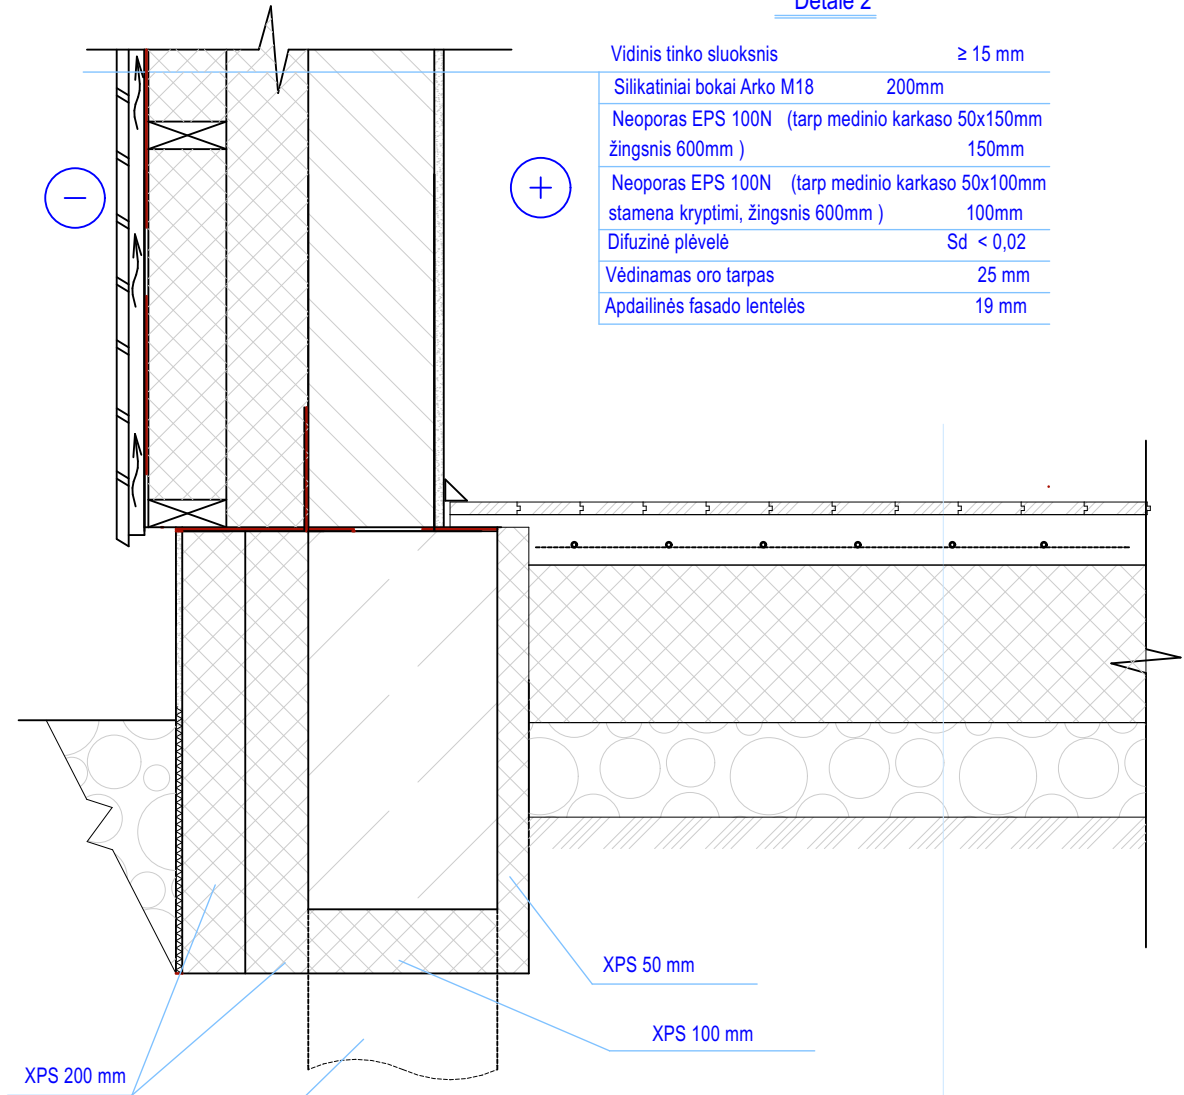 Detalė 2
Vidinis tinko sluoksnis ≥ 15 mm
Silikatiniai bokai Arko M18 200mm
Neoporas EPS 100N (tarp medinio karkaso 50x150mm
žingsnis 600mm ) 150mm
Neoporas EPS 100N (tarp medinio karkaso 50x100mm
stamena kryptimi, žingsnis 600mm ) 100mm
Difuzinė plėvelė Sd < 0,02
Vėdinamas oro tarpas 25 mm
Apdailinės fasado lentelės 19 mm
XPS 50 mm
XPS 100 mm
XPS 200 mm